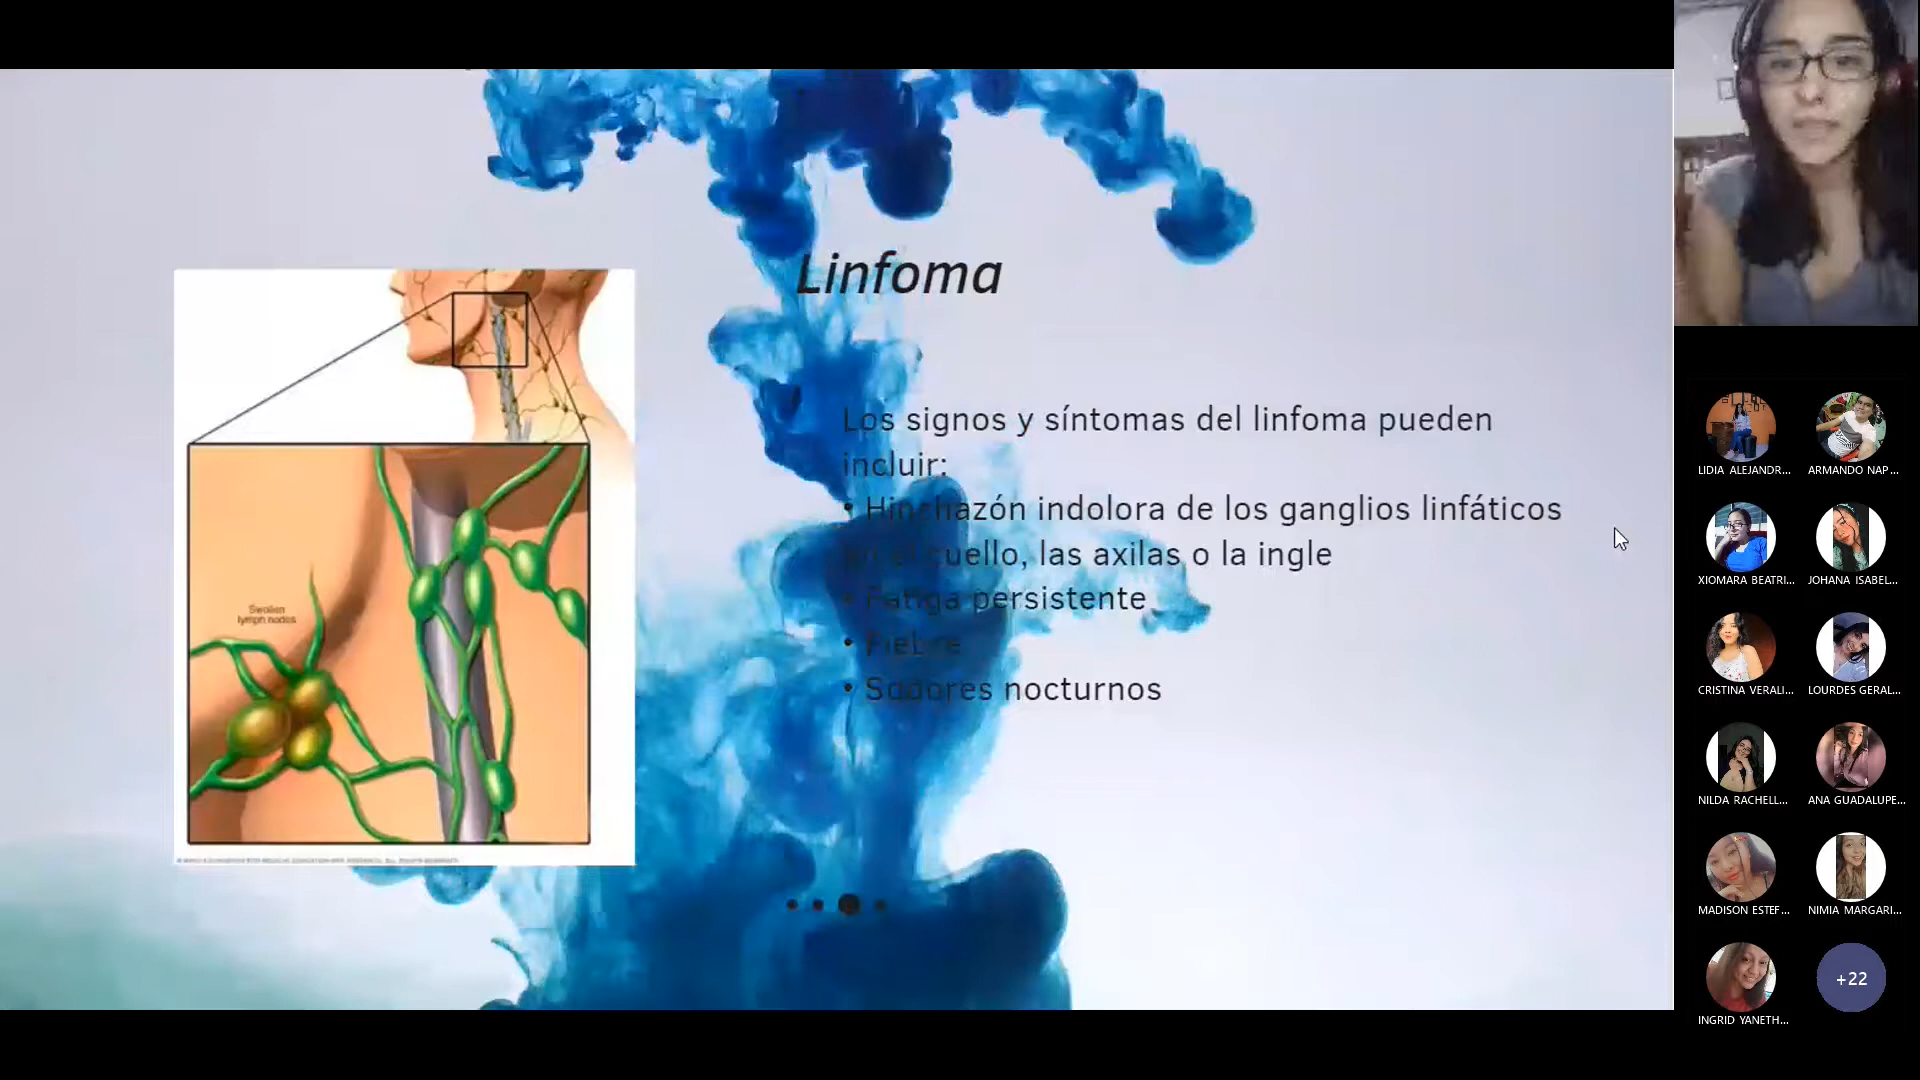 Linfoma
Los signos y síntomas del linfoma pueden
incluir:
• Hinchazón indolora de los ganglios linfáticos
en el cuello, las axilas o la ingle
• Fatiga persistente
• Fiebre
• Sudores nocturnos
Swollen
lymph nodes
LIDIA ALEJANDR...
ARMANDO NAP...
XIOMARA BEATRI...
JOHANA ISABEL...
CRISTINA VERALI...
LOURDES GERAL...
NILDA RACHELL...
ANA GUADALUPE...
MADISON ESTEF...
NIMIA MARGARI...
INGRID YANETH...
+22